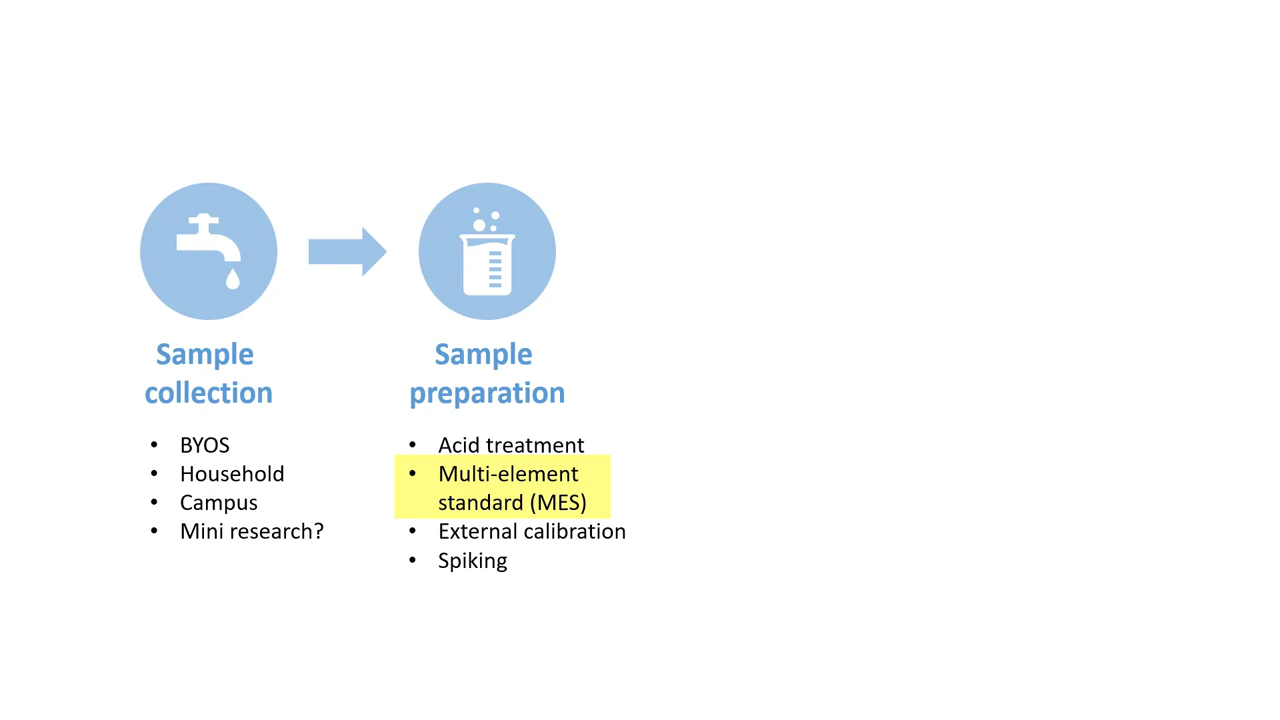 Sample
collection
• BYOS
• Household
• Campus
• Mini research?
Sample
preparation
• Acid treatment
• Multi-element
standard (MES)
• External calibration
• Spiking